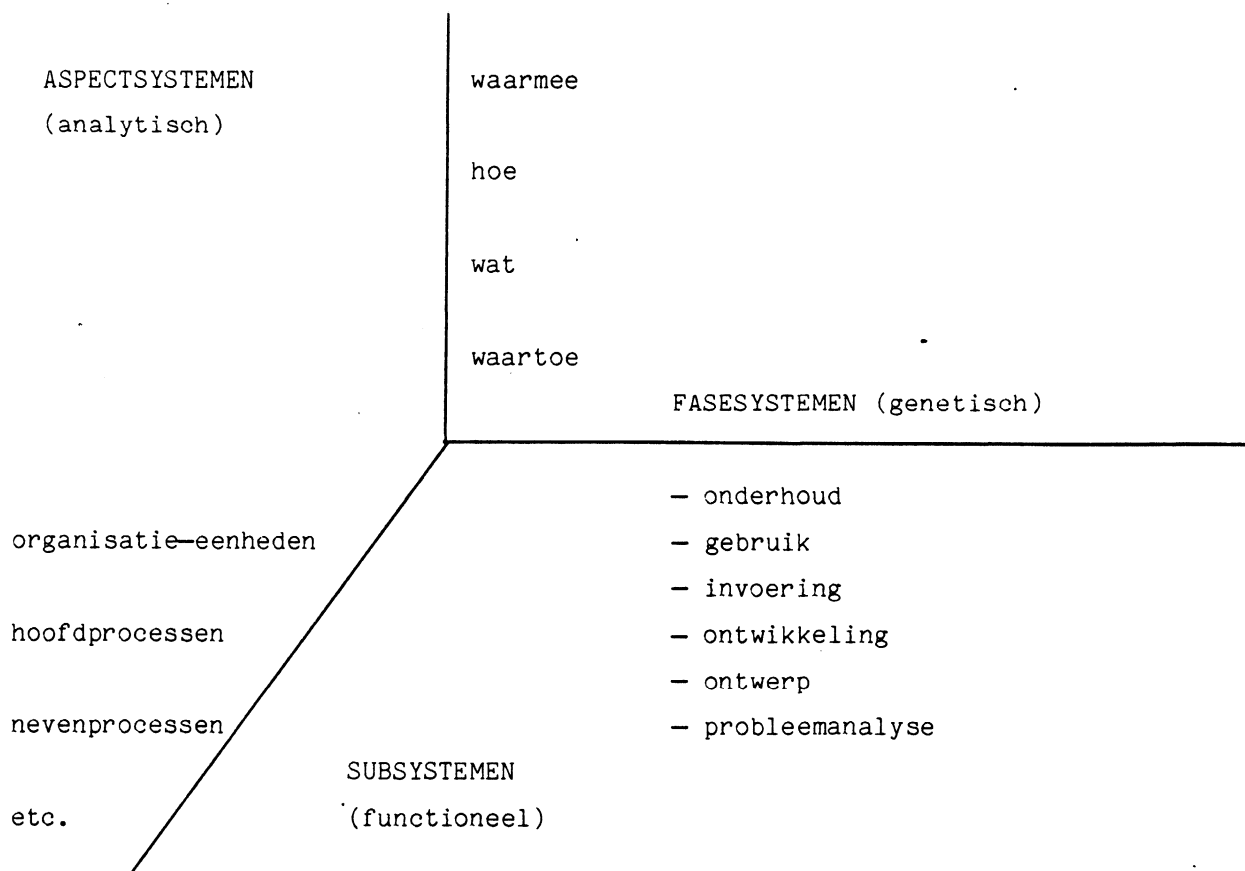 ASPECTSYSTEMEN
(analytisch)
waarmee
hoe
wat
waartoe
FASESYSTEMEN (genetisch)
— onderhoud
— gebruik
— invoering
— ontwikkeling
— ontwerp
— probleemanalyse
organisatie—eenheden
hoofdprocessen
nevenprocessen
etc.
SUBSYSTEMEN
(functioneel)